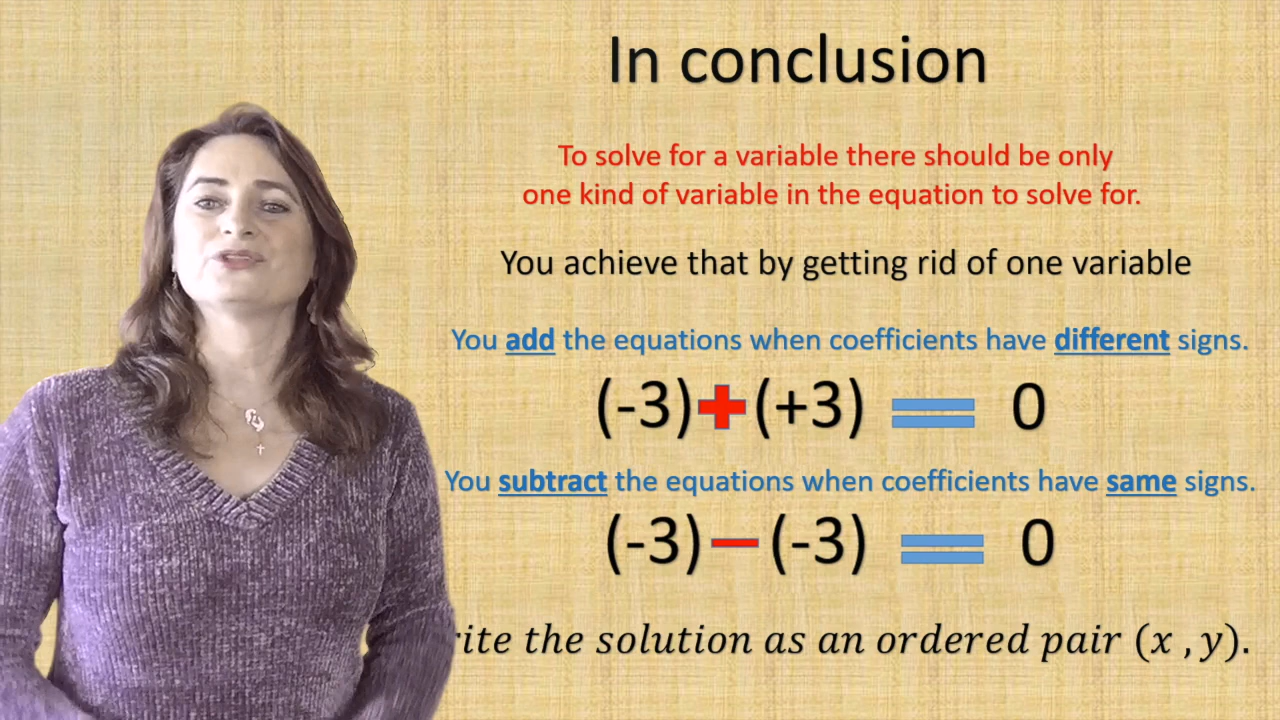 In conclusion
To solve for a variable there should be only
one kind of variable in the equation to solve for.
You achieve that by getting rid of one variable
You add the equations when coefficients have different signs.
(-3)+(+3) = 0
You subtract the equations when coefficients have same signs.
(-3)−(-3) = 0
the solution as an ordered pair (x , y).